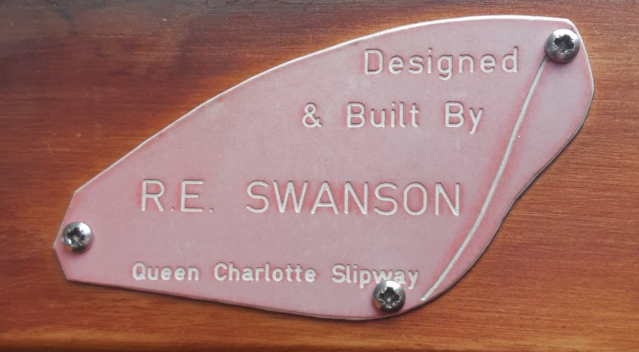 Designed
& Built By
R.E. SWANSON
Queen Charlotte Slipway